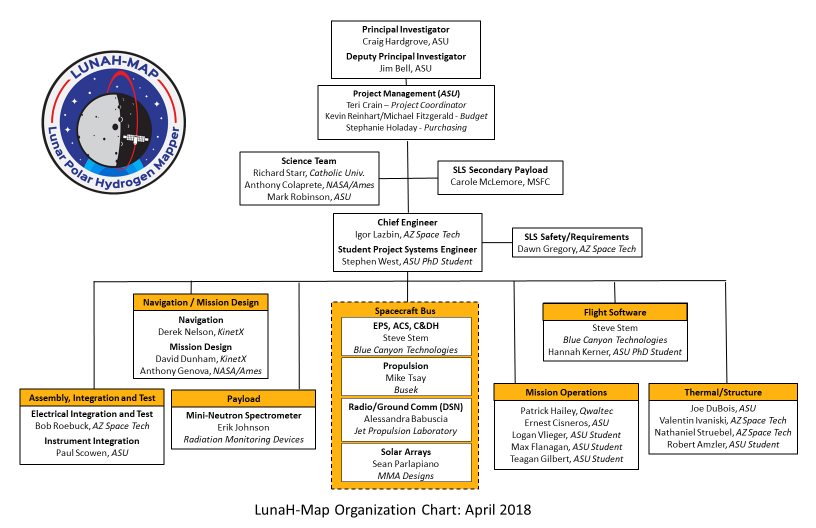 LUNAH-MAP
Lunar Polar Hydrogen Mapper
Principal Investigator
Craig Hardgrove, ASU
Deputy Principal Investigator
Jim Bell, ASU
Project Management (ASU)
Teri Crain – Project Coordinator
Kevin Reinhart/Michael Fitzgerald - Budget
Stephanie Holaday - Purchasing
Science Team
Richard Starr, Catholic Univ.
Anthony Colaprete, NASA/Ames
Mark Robinson, ASU
SLS Secondary Payload
Carole McLemore, MSFC
Chief Engineer
Igor Lazbin, AZ Space Tech
Student Project Systems Engineer
Stephen West, ASU PhD Student
SLS Safety/Requirements
Dawn Gregory, AZ Space Tech
Navigation / Mission Design
Navigation
Derek Nelson, KinetX
Mission Design
David Dunham, KinetX
Anthony Genova, NASA/Ames
Spacecraft Bus
EPS, ACS, C&DH
Steve Stem
Blue Canyon Technologies
Propulsion
Mike Tsay
Busek
Radio/Ground Comm (DSN)
Alessandra Babuscia
Jet Propulsion Laboratory
Solar Arrays
Sean Parlapiano
MMA Designs
Flight Software
Steve Stem
Blue Canyon Technologies
Hannah Kerner, ASU PhD Student
Assembly, Integration and Test
Electrical Integration and Test
Bob Roebuck, AZ Space Tech
Instrument Integration
Paul Scowen, ASU
Payload
Mini-Neutron Spectrometer
Erik Johnson
Radiation Monitoring Devices
Mission Operations
Patrick Hailey, Qwaltec
Ernest Cisneros, ASU
Logan Vlieger, ASU Student
Max Flanagan, ASU Student
Teagan Gilbert, ASU Student
Thermal/Structure
Joe DuBois, ASU
Valentin Ivaniski, AZ Space Tech
Nathaniel Struebel, AZ Space Tech
Robert Amzler, ASU Student
LunaH-Map Organization Chart: April 2018